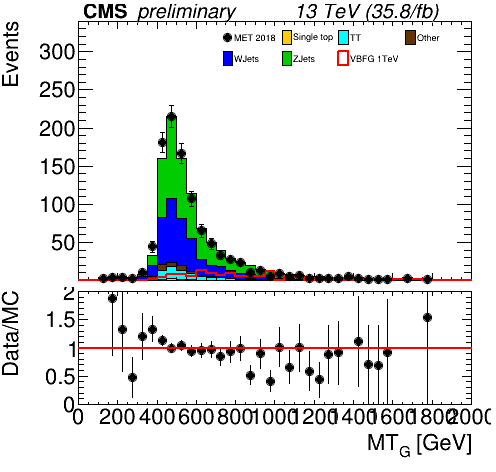 CMS preliminary 13 TeV (35.8/fb)
Events
300
250
200
150
100
50
MET 2018 Single top TT Other
WJets ZJets VBFG 1TeV
Data/MC
2
1.5
1
0.5
0
0 200 400 600 800 1000 1200 1400 1600 1800 2000
MT_G [GeV]